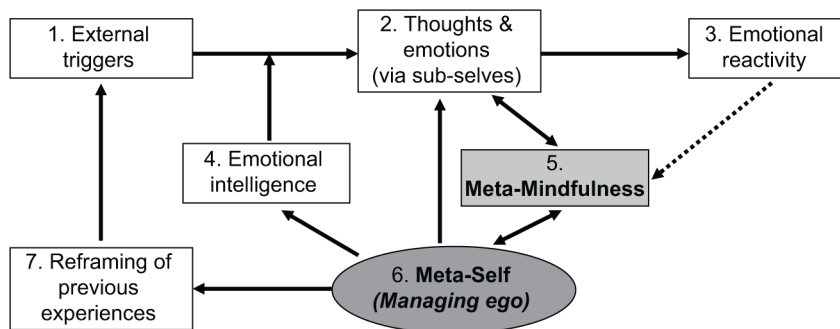 1. External
triggers
2. Thoughts &
emotions
(via sub-selves)
3. Emotional
reactivity
4. Emotional
intelligence
5.
Meta-Mindfulness
6. Meta-Self
(Managing ego)
7. Reframing of
previous
experiences